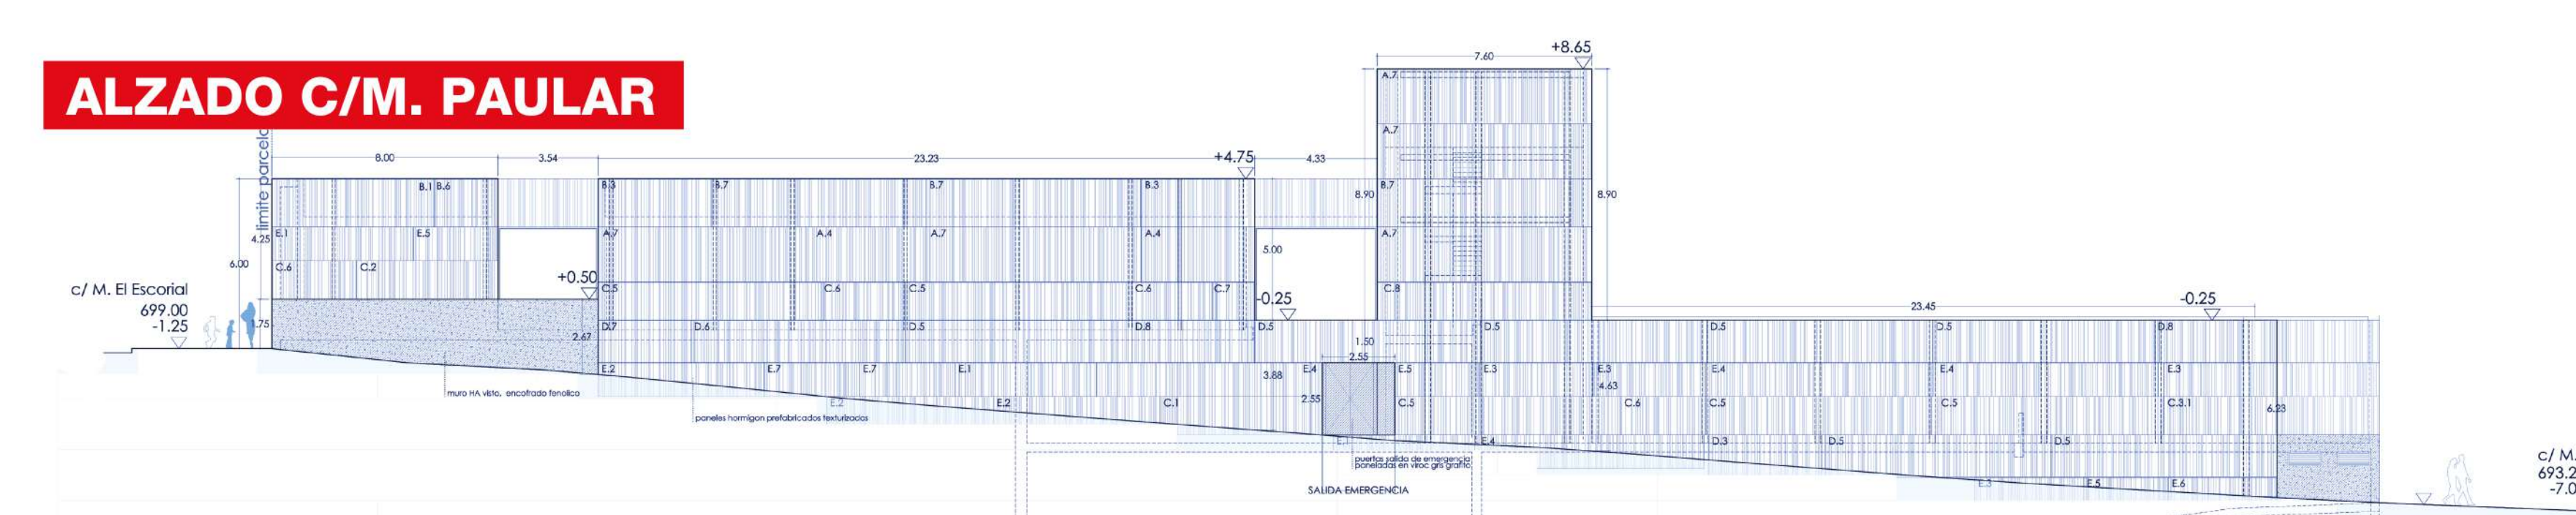 ALZADO C/M. PAULAR
+8.65
7.60
limite parcela
8.00
3.54
23.23
+4.75
4.33
A.7
A.7
B.1 B.6
B.3
B.7
B.7
B.3
8.90
B.7
8.90
4.25
E.1
E.5
A.7
A.4
A.7
A.4
5.00
A.7
6.00
C.6
C.2
+0.50
c/ M. El Escorial
699.00
-1.25
C.5
C.6
C.5
C.6
C.7
-0.25
C.8
23.45
-0.25
1.75
2.67
D.7
D.6
D.5
D.8
D.5
D.5
D.5
D.5
D.8
1.50
2.55
E.2
E.7
E.7
E.1
3.88
E.4
E.5
E.3
E.3
E.4
E.4
E.3
4.63
muro HA visto, encofrado fenolico
E.2
E.2
C.1
2.55
C.5
C.6
C.5
C.5
C.3.1
6.23
paneles hormigon prefabricados texturizados
E.4
D.3
D.5
D.5
puertas salida de emergencia
paneladas en viroc gris grafito
SALIDA EMERGENCIA
E.3
E.5
E.6
c/ M.
693.2
-7.0